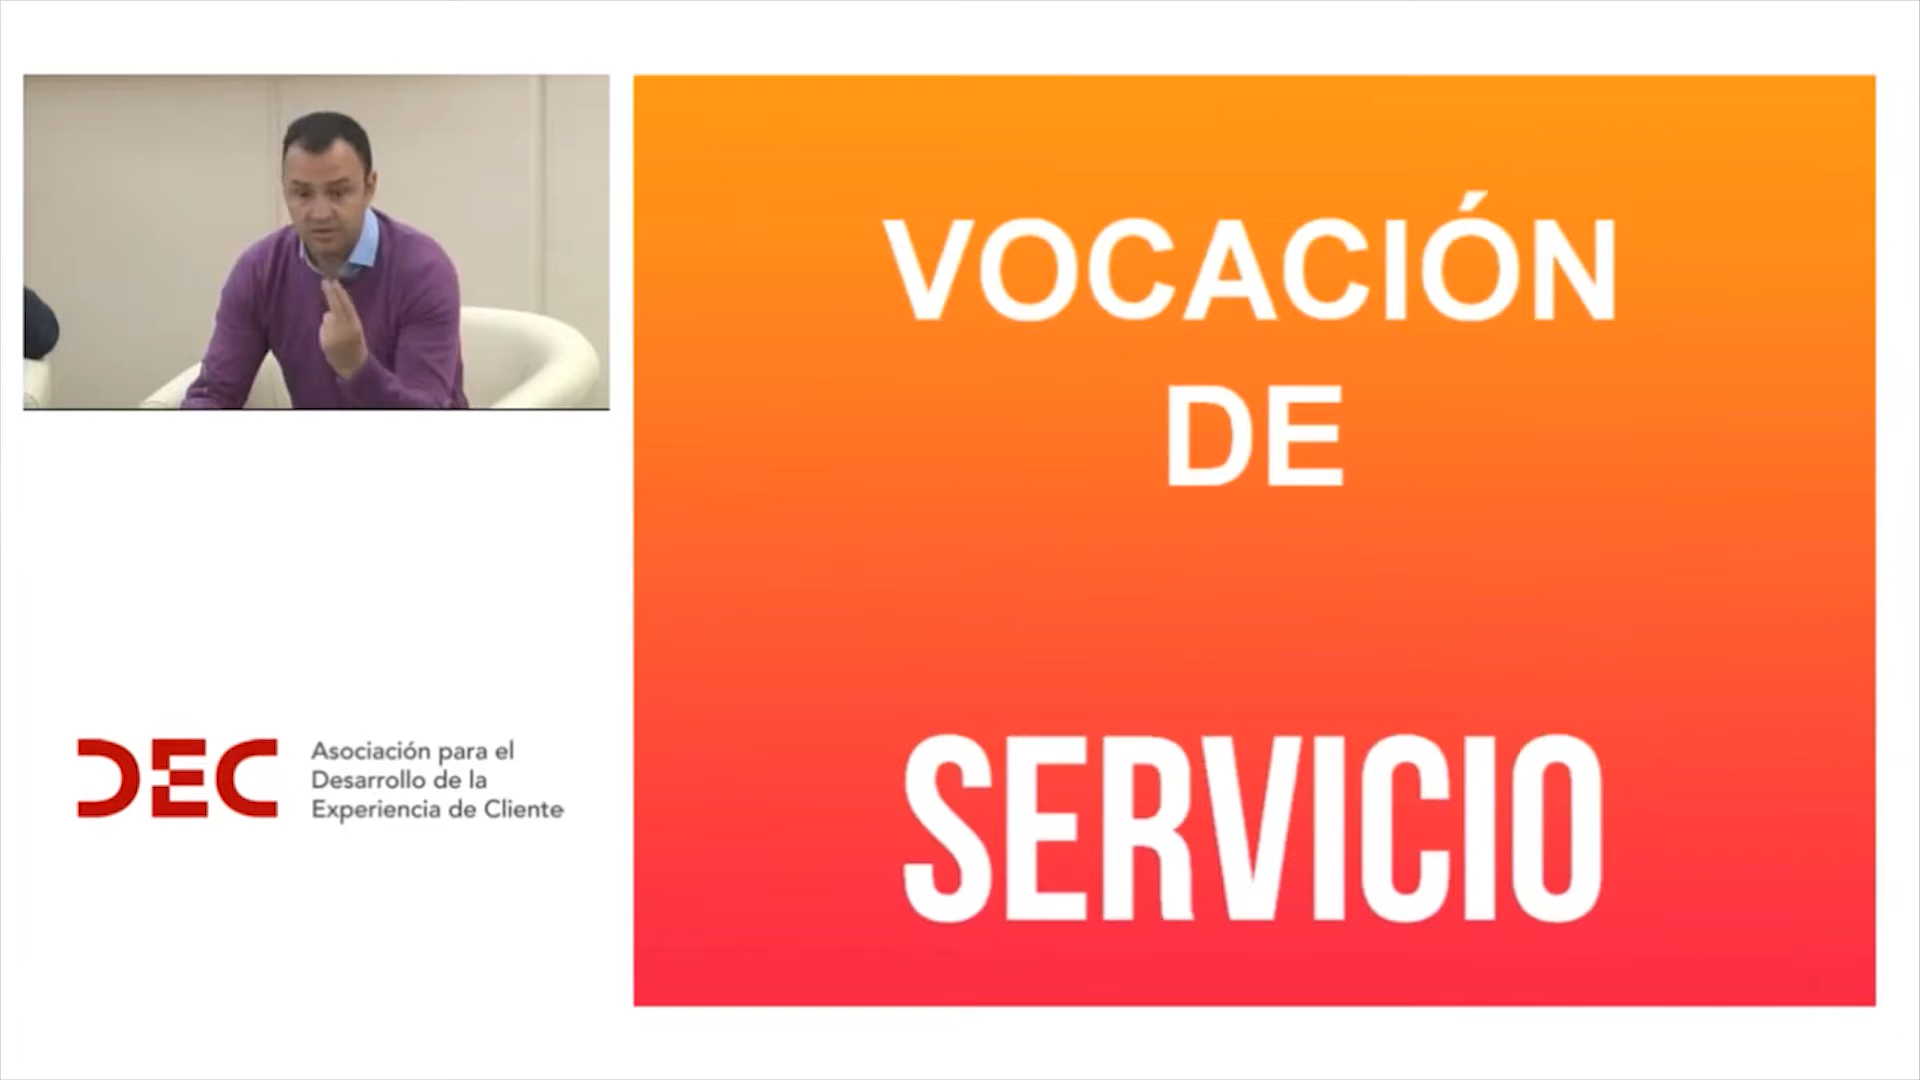 VOCACIÓN
DE
SERVICIO
DEC
Asociación para el
Desarrollo de la
Experiencia de Cliente